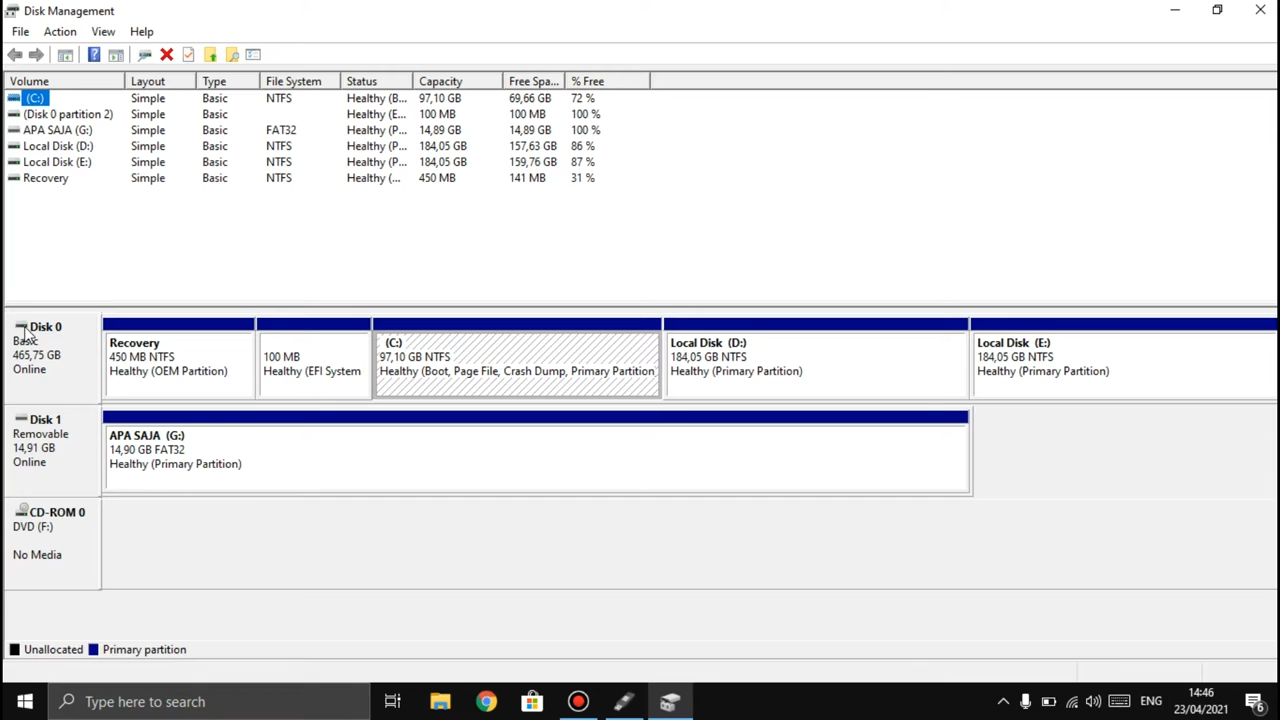 Disk Management
File Action View Help
Volume Layout Type File System Status Capacity Free Spa... % Free
(C:) Simple Basic NTFS Healthy (B... 97,10 GB 69,66 GB 72 %
(Disk 0 partition 2) Simple Basic Healthy (E... 100 MB 100 MB 100 %
APA SAJA (G:) Simple Basic FAT32 Healthy (P... 14,89 GB 14,89 GB 100 %
Local Disk (D:) Simple Basic NTFS Healthy (P... 184,05 GB 157,63 GB 86 %
Local Disk (E:) Simple Basic NTFS Healthy (P... 184,05 GB 159,76 GB 87 %
Recovery Simple Basic NTFS Healthy (... 450 MB 141 MB 31 %
Disk 0
Basic
465,75 GB
Online
Recovery
450 MB NTFS
Healthy (OEM Partition)
100 MB
Healthy (EFI System
(C:)
97,10 GB NTFS
Healthy (Boot, Page File, Crash Dump, Primary Partition
Local Disk (D:)
184,05 GB NTFS
Healthy (Primary Partition)
Local Disk (E:)
184,05 GB NTFS
Healthy (Primary Partition)
Disk 1
Removable
14,91 GB
Online
APA SAJA (G:)
14,90 GB FAT32
Healthy (Primary Partition)
CD-ROM 0
DVD (F:)
No Media
Unallocated Primary partition
Type here to search
ENG
14:46
23/04/2021
6